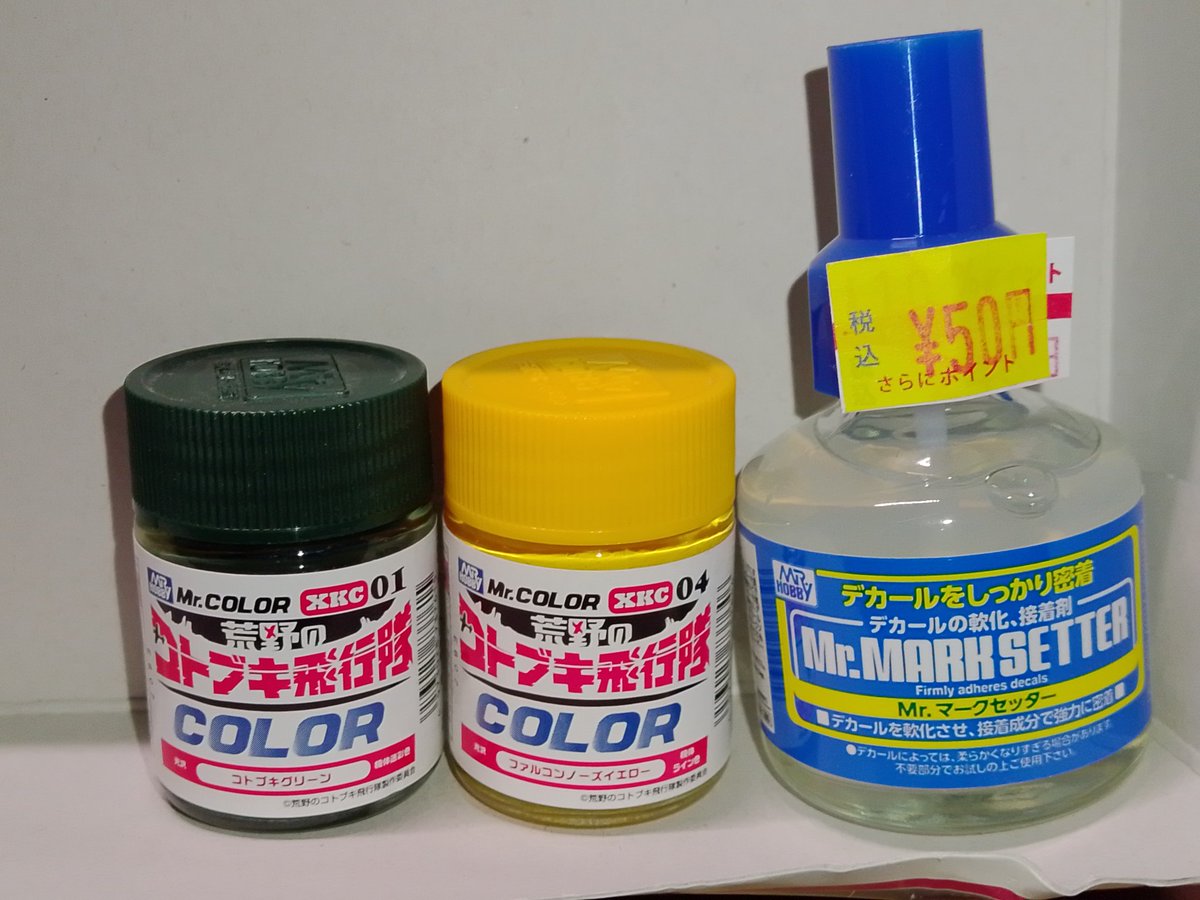 MR.
HOBBY
Mr.COLOR XKC 01
荒野の
コトブキ飛行隊
COLOR
光沢 コトブキグリーン 機体迷彩色
©荒野のコトブキ飛行隊製作委員会
MR.
HOBBY
Mr.COLOR XKC 04
荒野の
コトブキ飛行隊
COLOR
光沢 ファルコンノーズイエロー 機体ライン色
©荒野のコトブキ飛行隊製作委員会
税込 ¥50円
さらにポイント
MR.
HOBBY
デカールをしっかり密着
デカールの軟化、接着剤
Mr.MARK SETTER
Firmly adheres decals
Mr.マークセッター
■デカールを軟化させ、接着成分で強力に密着■
●デカールによっては、柔らかくなりすぎる場合があります。
不要部分でお試しの上ご使用下さい。